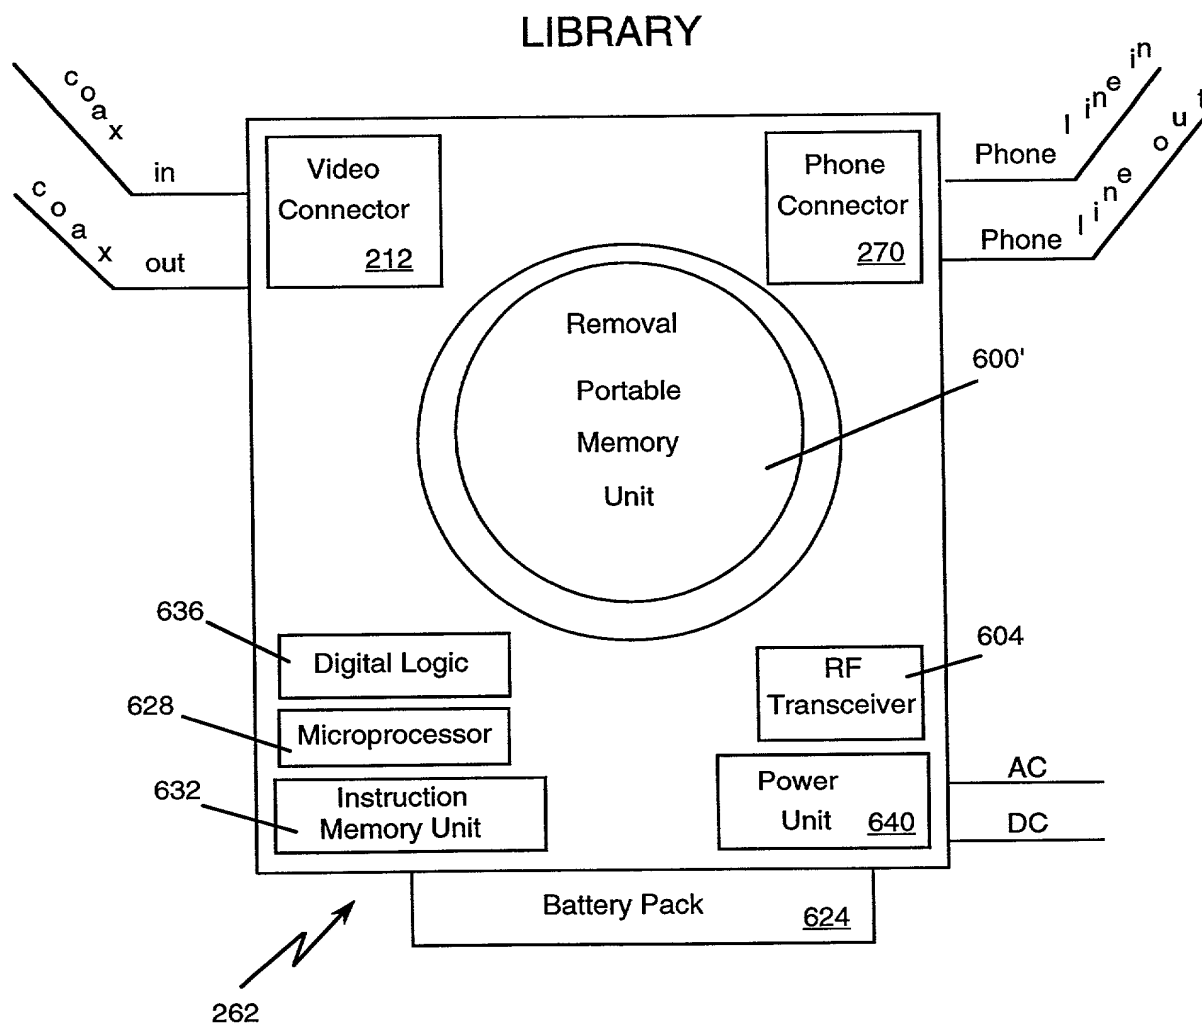 LIBRARY
coax in
coax out
Video
Connector
212
Phone
Connector
270
Phone line in
Phone line out
Removal
Portable
Memory
Unit
600'
636
Digital Logic
628
Microprocessor
632
Instruction
Memory Unit
RF
Transceiver
604
Power
Unit 640
AC
DC
Battery Pack 624
262